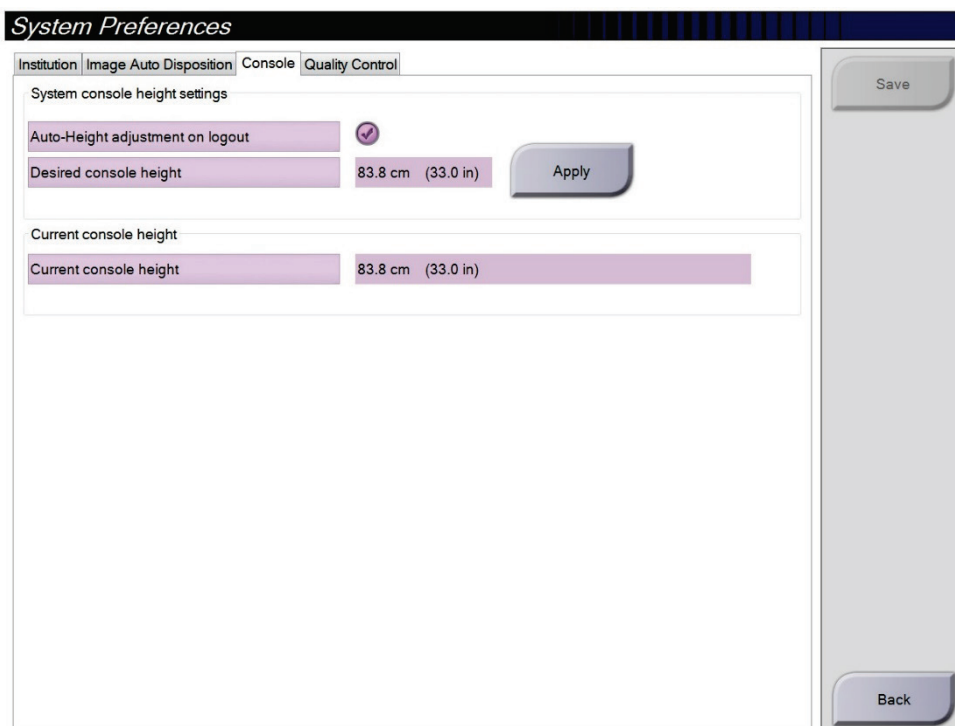 System Preferences
Institution Image Auto Disposition Console Quality Control
System console height settings
Auto-Height adjustment on logout
Desired console height 83.8 cm (33.0 in) Apply
Current console height
Current console height 83.8 cm (33.0 in)
Save
Back